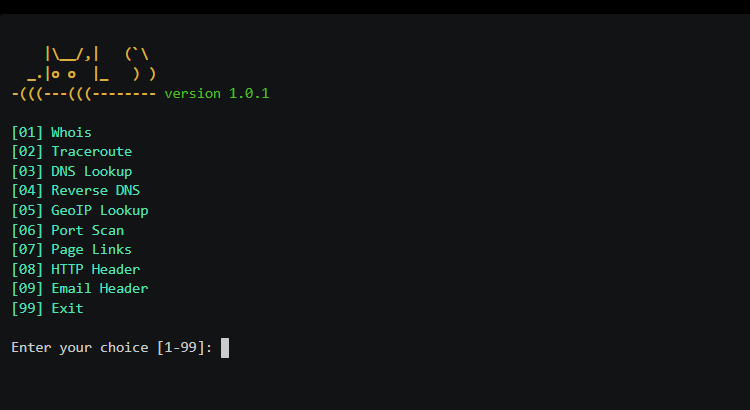 |\__/,|   (`\
  _.|o o  |_   ) )
-(((---(((-------- version 1.0.1
[01] Whois
[02] Traceroute
[03] DNS Lookup
[04] Reverse DNS
[05] GeoIP Lookup
[06] Port Scan
[07] Page Links
[08] HTTP Header
[09] Email Header
[99] Exit
Enter your choice [1-99]: